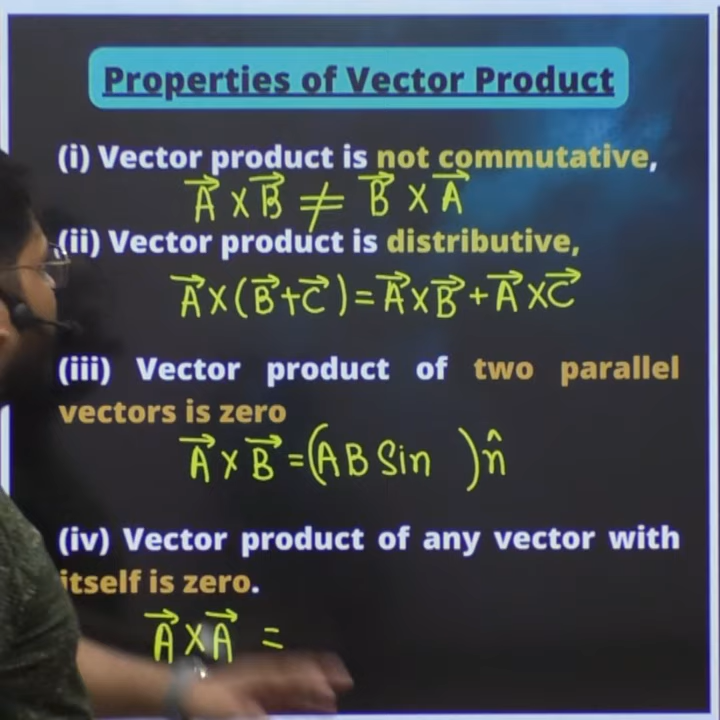 Properties of Vector Product
(i) Vector product is not commutative,
A⃗ × B⃗ ≠ B⃗ × A⃗
(ii) Vector product is distributive,
A⃗ × (B⃗ + C⃗) = A⃗ × B⃗ + A⃗ × C⃗
(iii) Vector product of two parallel
vectors is zero
A⃗ × B⃗ = (AB Sin ) n̂
(iv) Vector product of any vector with
itself is zero.
A⃗ × A⃗ =